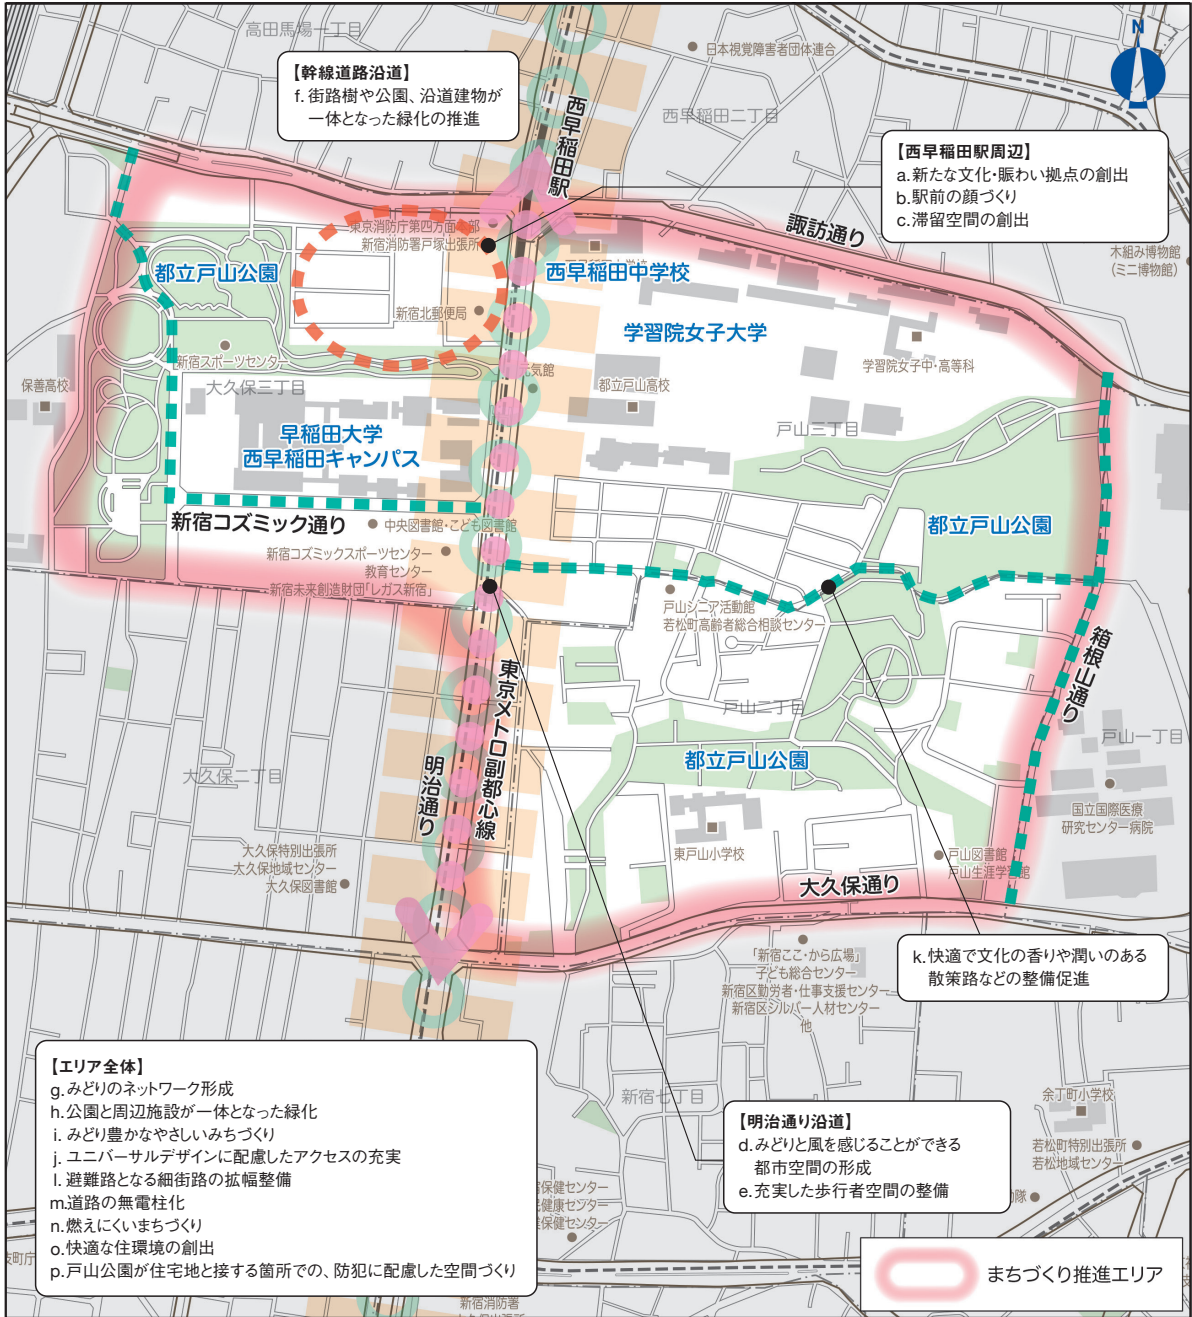 高田馬場一丁目
日本視覚障害者団体連合
N
【幹線道路沿道】
f. 街路樹や公園、沿道建物が
一体となった緑化の推進
西早稲田駅
西早稲田二丁目
【西早稲田駅周辺】
a.新たな文化・賑わい拠点の創出
b.駅前の顔づくり
c.滞留空間の創出
諏訪通り
木組み博物館
(ミニ博物館)
東京消防庁第四方面本部
新宿消防署戸塚出張所
都立戸山公園
西早稲田中学校
新宿北郵便局
学習院女子大学
学習院女子中・高等科
新宿スポーツセンター
保善高校
大久保三丁目
元気館
都立戸山高校
戸山三丁目
早稲田大学
西早稲田キャンパス
新宿コズミック通り
中央図書館・こども図書館
都立戸山公園
新宿コズミックスポーツセンター
教育センター
新宿未来創造財団「レガス新宿」
戸山シニア活動館
若松町高齢者総合相談センター
箱根山通り
東京メトロ副都心線
戸山二丁目
戸山一丁目
都立戸山公園
大久保二丁目
明治通り
国立国際医療
研究センター病院
東戸山小学校
大久保特別出張所
大久保地域センター
大久保図書館
戸山図書館
戸山生涯学習館
大久保通り
「新宿ここ・から広場」
子ども総合センター
新宿区勤労者・仕事支援センター
新宿区シルバー人材センター
他
k.快適で文化の香りや潤いのある
散策路などの整備促進
【エリア全体】
g.みどりのネットワーク形成
h.公園と周辺施設が一体となった緑化
i. みどり豊かなやさしいみちづくり
j. ユニバーサルデザインに配慮したアクセスの充実
l. 避難路となる細街路の拡幅整備
m.道路の無電柱化
n.燃えにくいまちづくり
o.快適な住環境の創出
p.戸山公園が住宅地と接する箇所での、防犯に配慮した空間づくり
新宿七丁目
余丁町小学校
【明治通り沿道】
d.みどりと風を感じることができる
都市空間の形成
e.充実した歩行者空間の整備
若松町特別出張所
若松地域センター
保健センター
健康センター
保健センター
隊
町庁
まちづくり推進エリア
新宿消防署